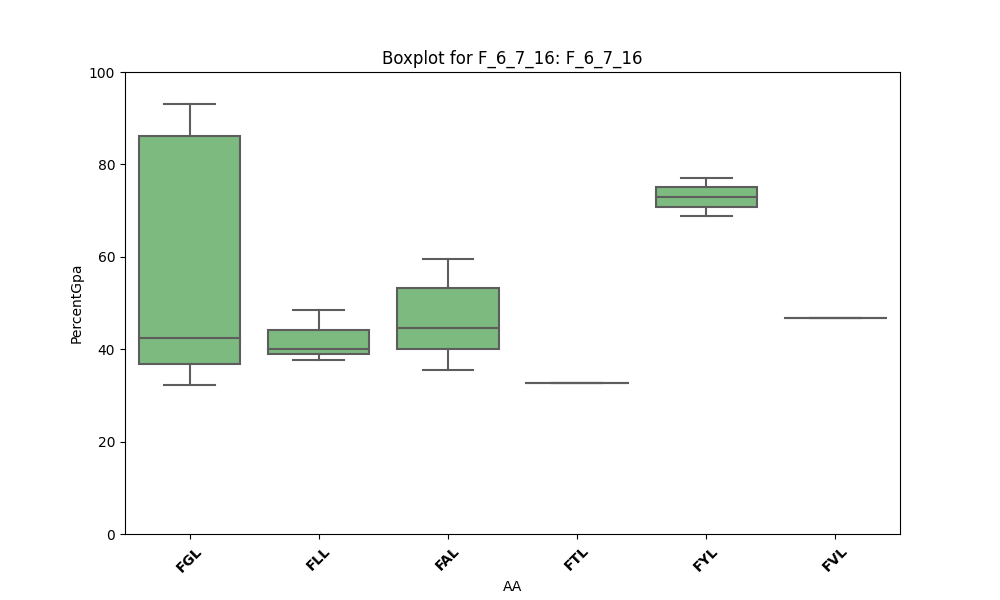 Boxplot for F_6_7_16: F_6_7_16
100
80
60
40
20
0
PercentGpa
FGL
FLL
FAL
FTL
FYL
FVL
AA